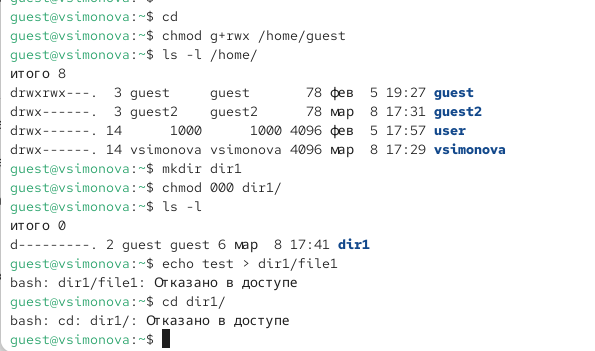 guest@vsimonova:~$ cd
guest@vsimonova:~$ chmod g+rwx /home/guest
guest@vsimonova:~$ ls -l /home/
итого 8
drwxrwx---.  3 guest     guest       78 фев  5 19:27 guest
drwx------.  3 guest2    guest2      78 мар  8 17:31 guest2
drwx------. 14      1000      1000 4096 фев  5 17:57 user
drwx------. 14 vsimonova vsimonova 4096 мар  8 17:29 vsimonova
guest@vsimonova:~$ mkdir dir1
guest@vsimonova:~$ chmod 000 dir1/
guest@vsimonova:~$ ls -l
итого 0
d---------. 2 guest guest 6 мар  8 17:41 dir1
guest@vsimonova:~$ echo test > dir1/file1
bash: dir1/file1: Отказано в доступе
guest@vsimonova:~$ cd dir1/
bash: cd: dir1/: Отказано в доступе
guest@vsimonova:~$